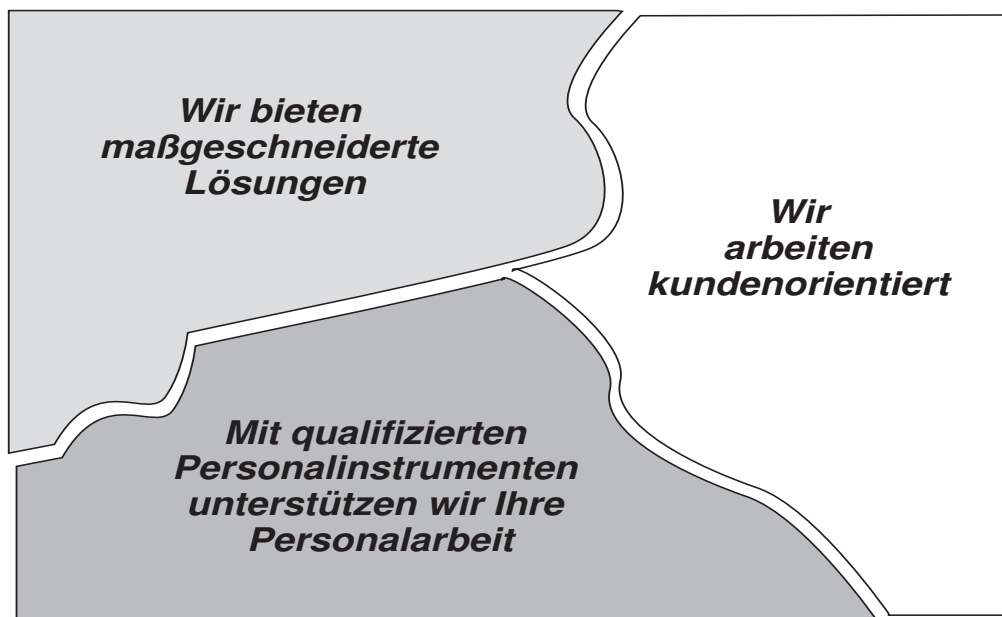 Wir bieten
maßgeschneiderte
Lösungen
Wir
arbeiten
kundenorientiert
Mit qualifizierten
Personalinstrumenten
unterstützen wir Ihre
Personalarbeit